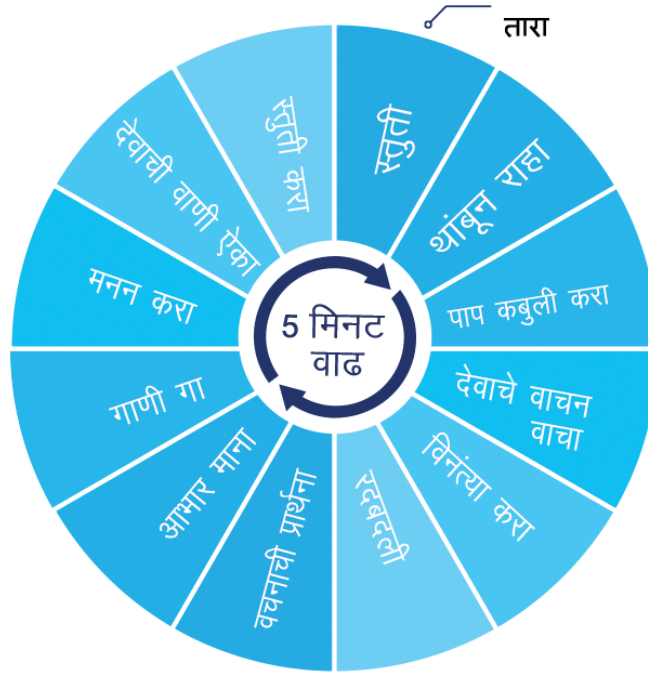 तारा
स्तुती
थांबून राहा
पाप कबुली करा
देवाचे वाचन
वाचा
विनंत्या करा
रदबदली
वचनाची प्रार्थना
आभार माना
गाणी गा
मनन करा
देवाची वाणी ऐका
स्तुती करा
5 मिनट
वाढ